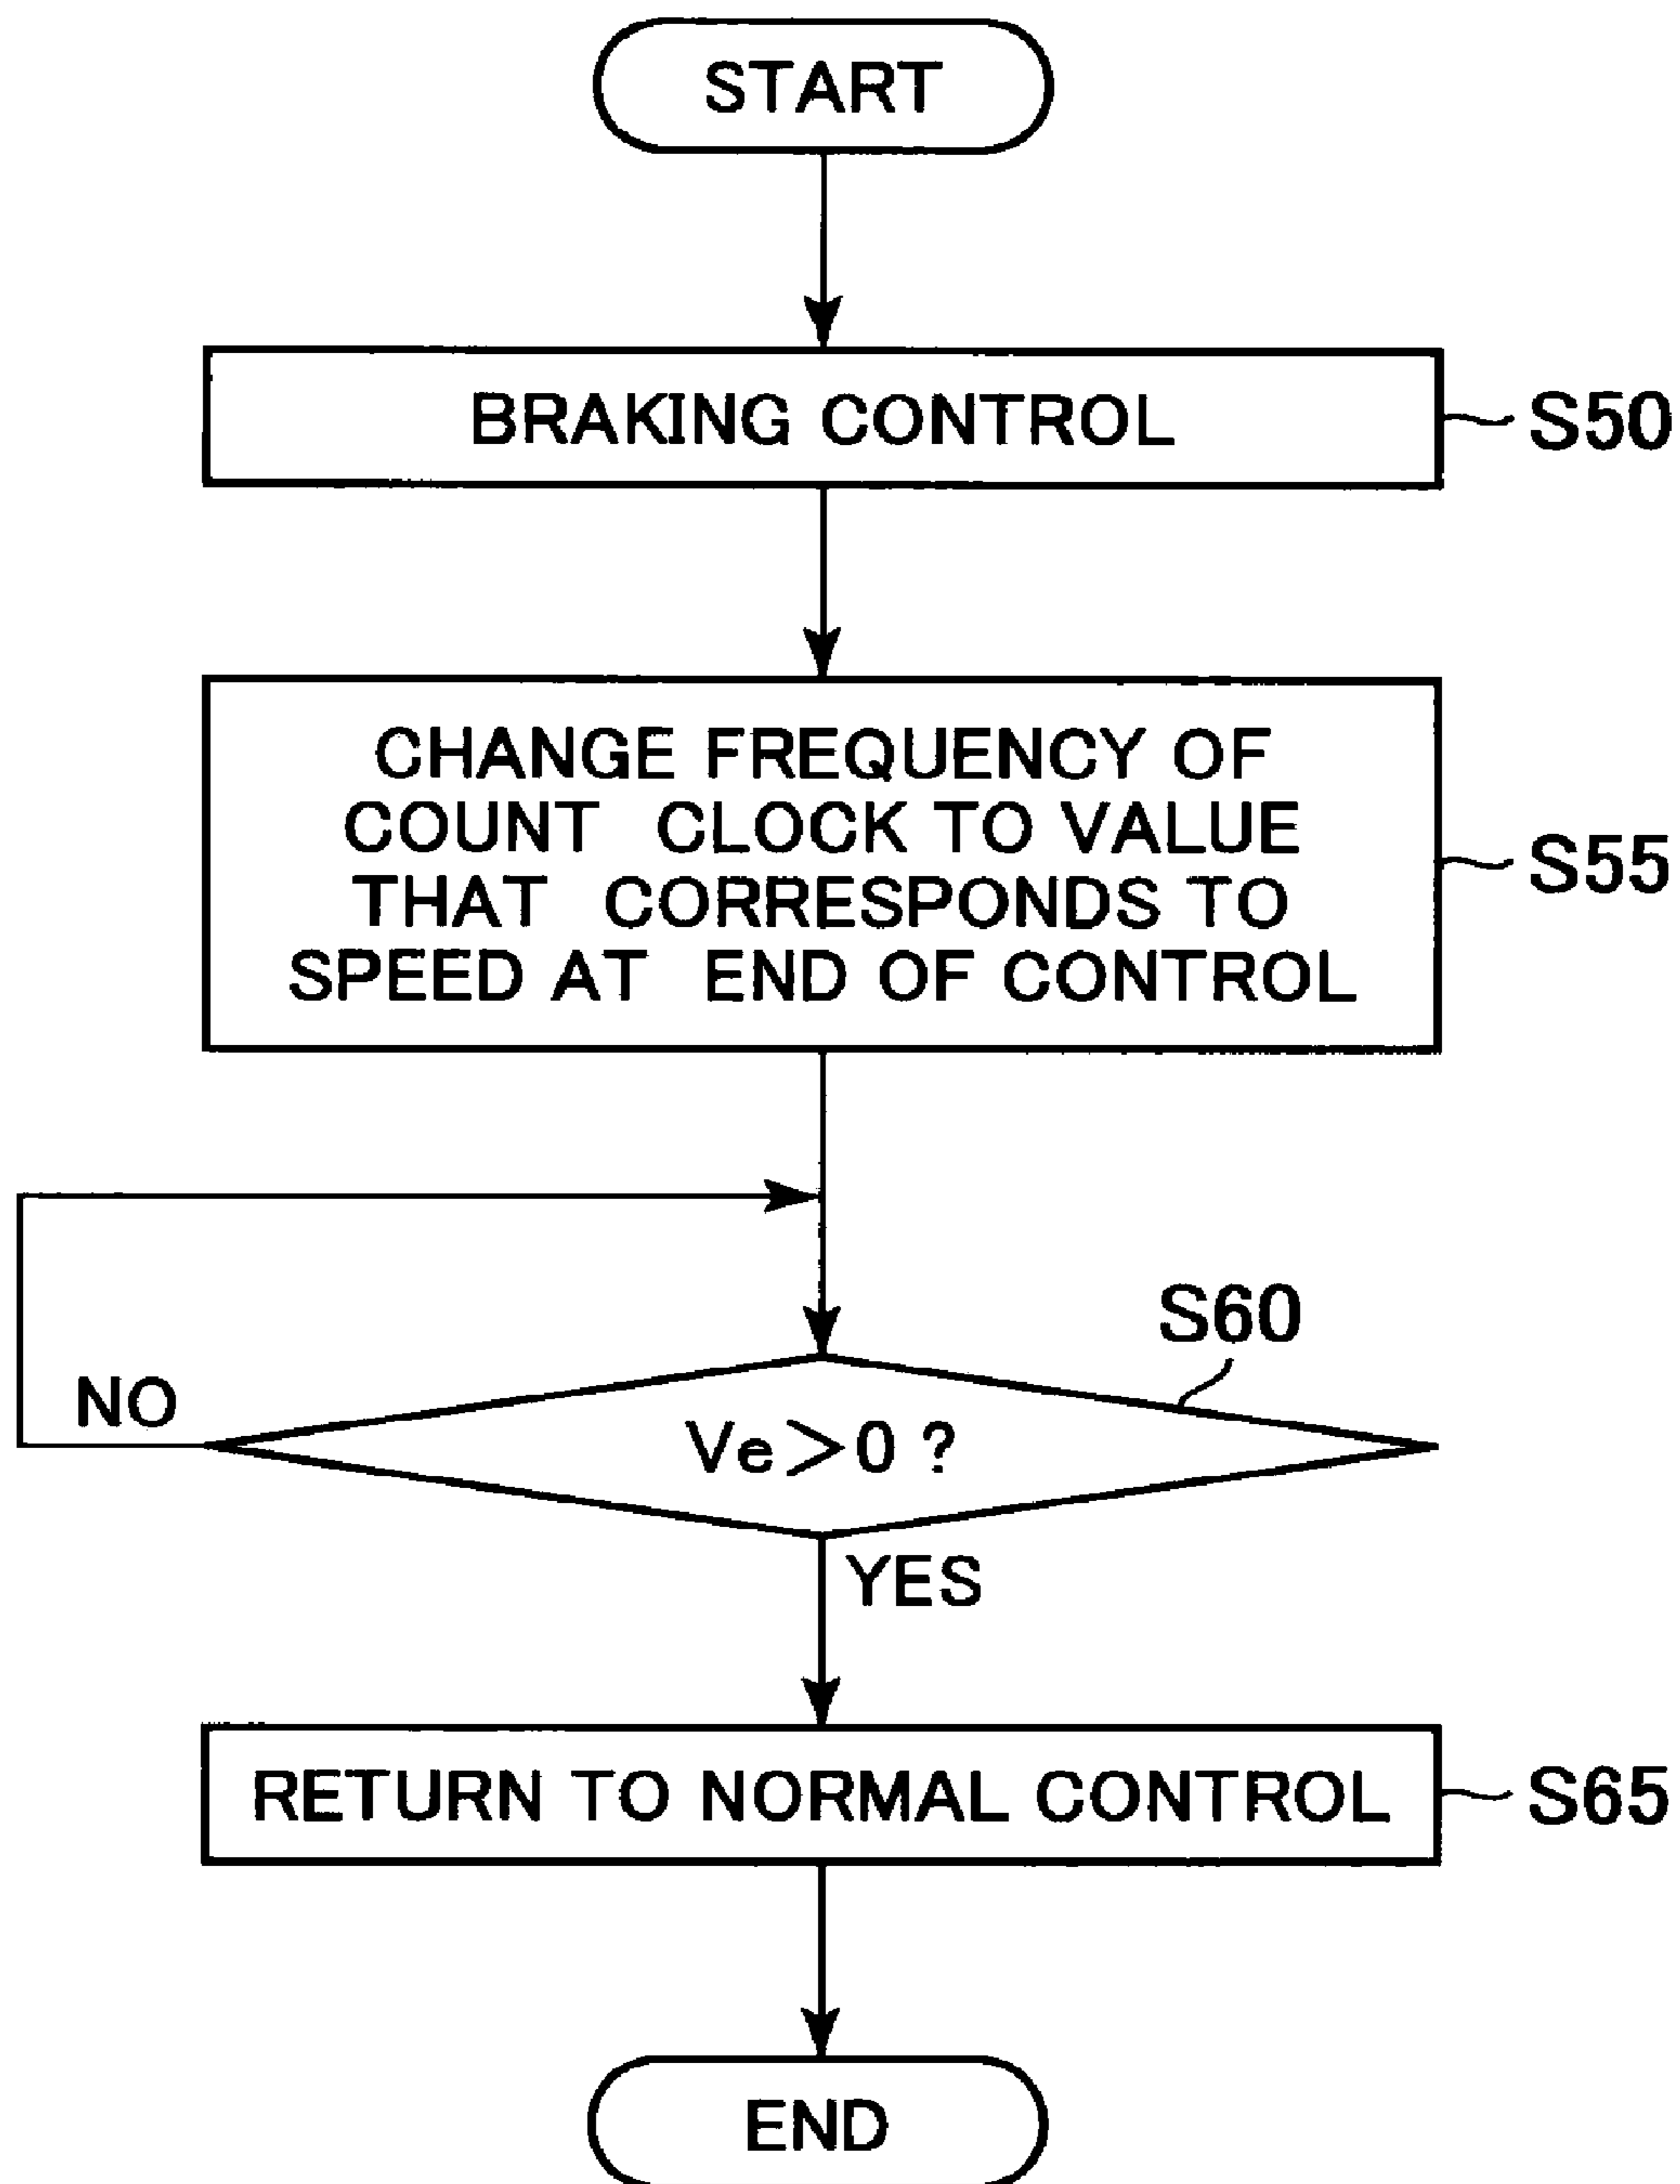 START
BRAKING CONTROL
S50
CHANGE FREQUENCY OF
COUNT CLOCK TO VALUE
THAT CORRESPONDS TO
SPEED AT END OF CONTROL
S55
S60
NO
Ve>0 ?
YES
RETURN TO NORMAL CONTROL
S65
END